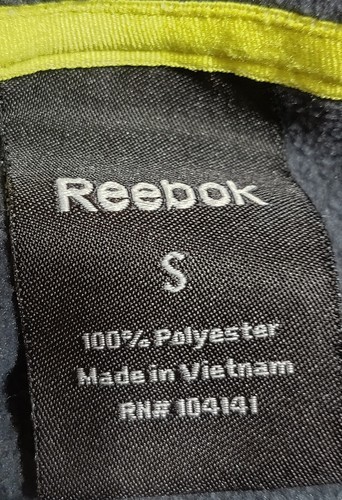 Reebok
S
100% Polyester
Made in Vietnam
RN# 104141